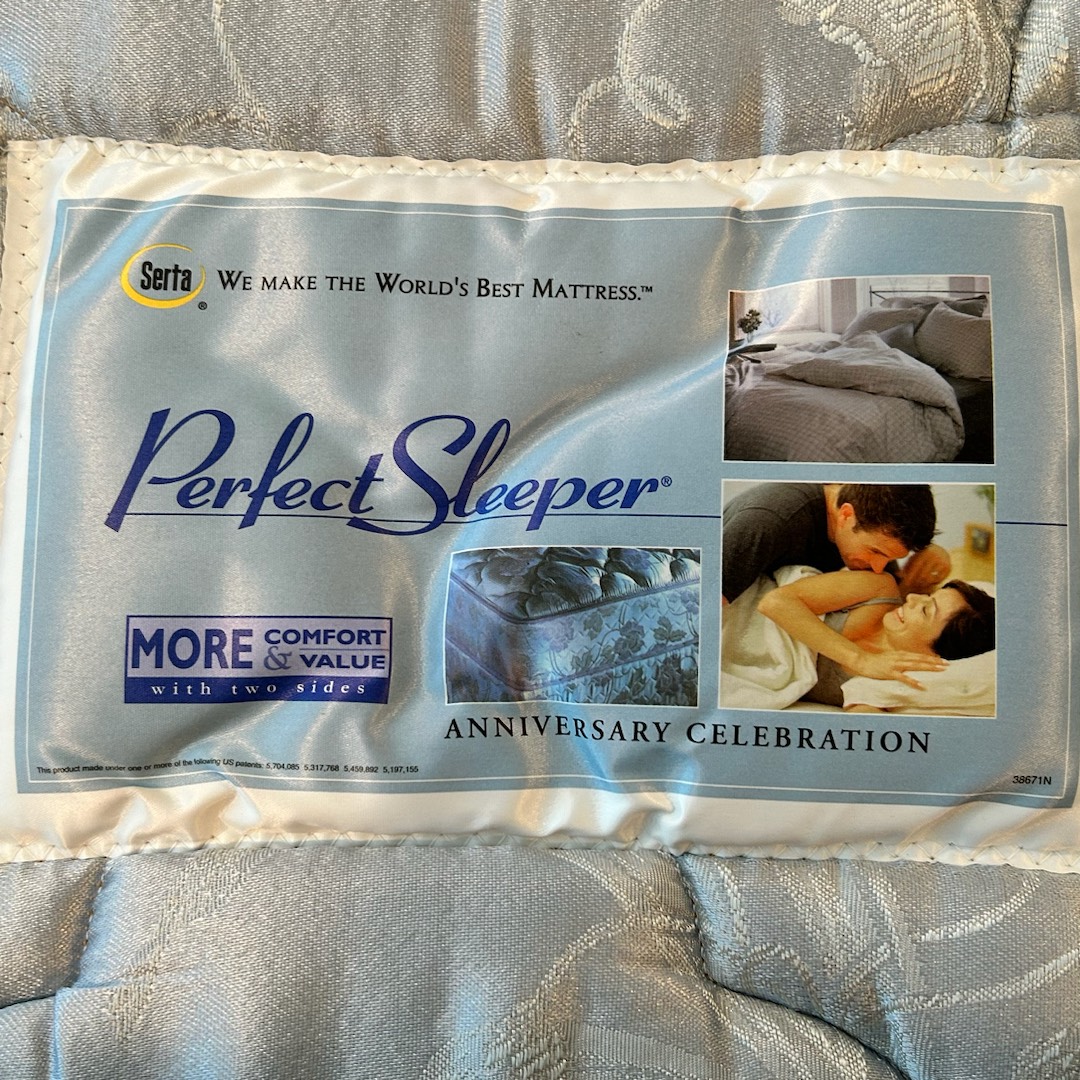 Serta® WE MAKE THE WORLD'S BEST MATTRESS.™
Perfect Sleeper®
MORE COMFORT & VALUE
with two sides
ANNIVERSARY CELEBRATION
This product made under one or more of the following US patents: 5,704,085 5,317,768 5,459,892 5,197,155
38671N